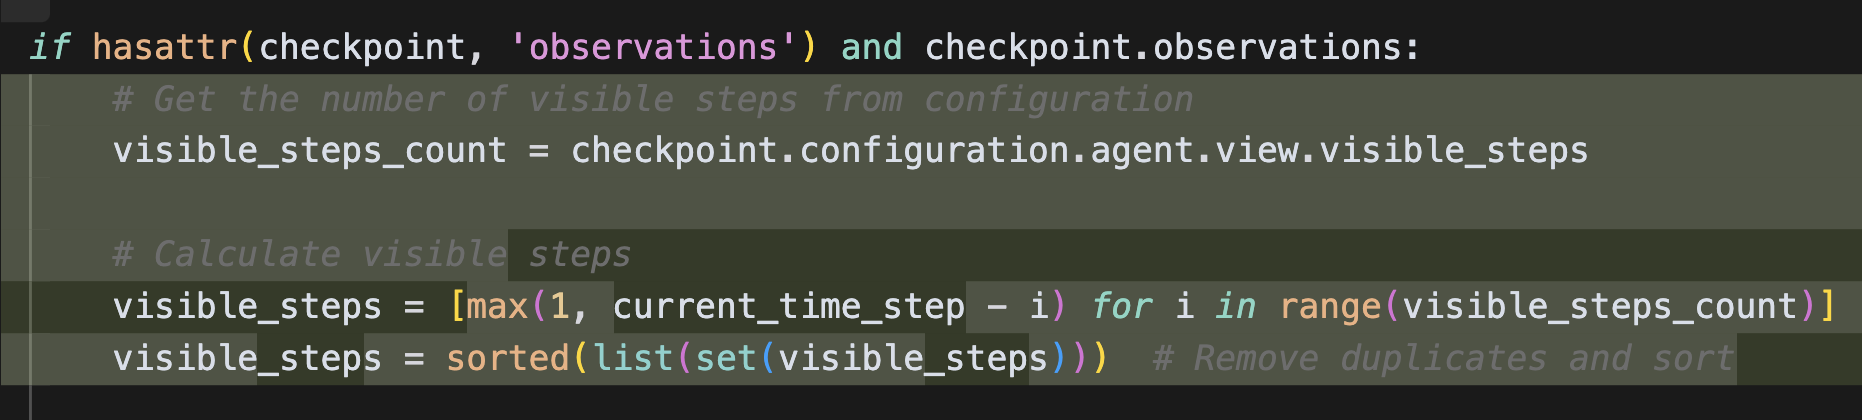 if hasattr(checkpoint, 'observations') and checkpoint.observations:
# Get the number of visible steps from configuration
visible_steps_count = checkpoint.configuration.agent.view.visible_steps
# Calculate visible steps
visible_steps = [max(1, current_time_step - i) for i in range(visible_steps_count)]
visible_steps = sorted(list(set(visible_steps)))  # Remove duplicates and sort